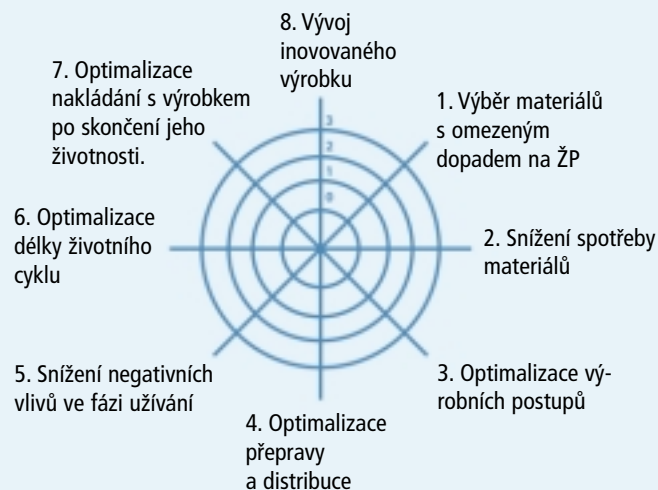 8. Vývoj
inovovaného
výrobku
7. Optimalizace
nakládání s výrobkem
po skončení jeho
životnosti.
1. Výběr materiálů
s omezeným
dopadem na ŽP
3
2
1
0
6. Optimalizace
délky životního
cyklu
2. Snížení spotřeby
materiálů
5. Snížení negativních
vlivů ve fázi užívání
3. Optimalizace vý-
robních postupů
4. Optimalizace
přepravy
a distribuce